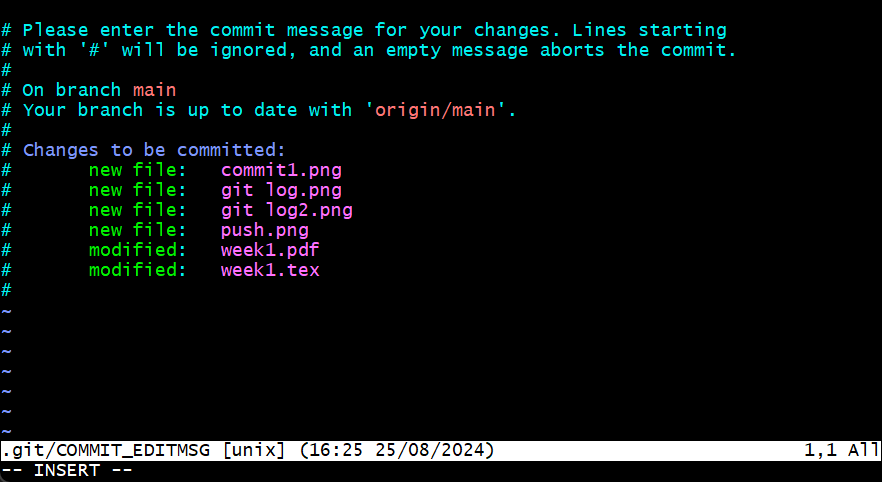 # Please enter the commit message for your changes. Lines starting
# with '#' will be ignored, and an empty message aborts the commit.
#
# On branch main
# Your branch is up to date with 'origin/main'.
#
# Changes to be committed:
#       new file:   commit1.png
#       new file:   git log.png
#       new file:   git log2.png
#       new file:   push.png
#       modified:   week1.pdf
#       modified:   week1.tex
#
~
~
~
~
~
~
~
.git/COMMIT_EDITMSG [unix] (16:25 25/08/2024) 1,1 All
-- INSERT --